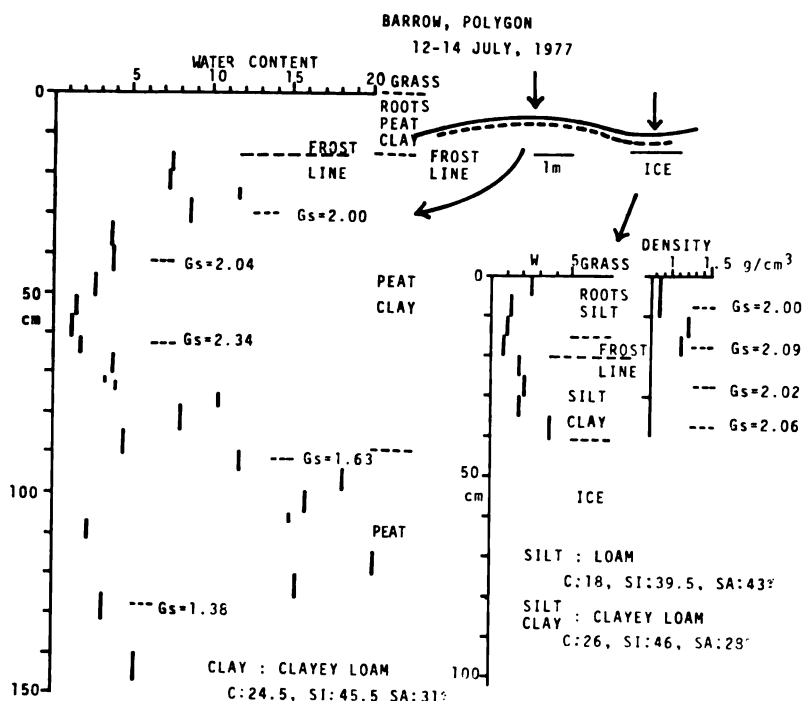 BARROW, POLYGON
12-14 JULY, 1977
WATER CONTENT
5 10 15 20
GRASS
0
ROOTS
PEAT
CLAY
FROST
LINE
FROST
LINE
1m
ICE
Gs=2.00
Gs=2.04
PEAT
CLAY
50
cm
Gs=2.34
Gs=1.63
100
PEAT
Gs=1.38
150
CLAY : CLAYEY LOAM
C:24.5, SI:45.5 SA:31%
DENSITY
W 5 GRASS 1 1.5 g/cm3
0
ROOTS
SILT
Gs=2.00
FROST
LINE
Gs=2.09
SILT
CLAY
Gs=2.02
Gs=2.06
50
cm
ICE
SILT : LOAM
C:18, SI:39.5, SA:43%
SILT
CLAY : CLAYEY LOAM
C:26, SI:46, SA:28%
100